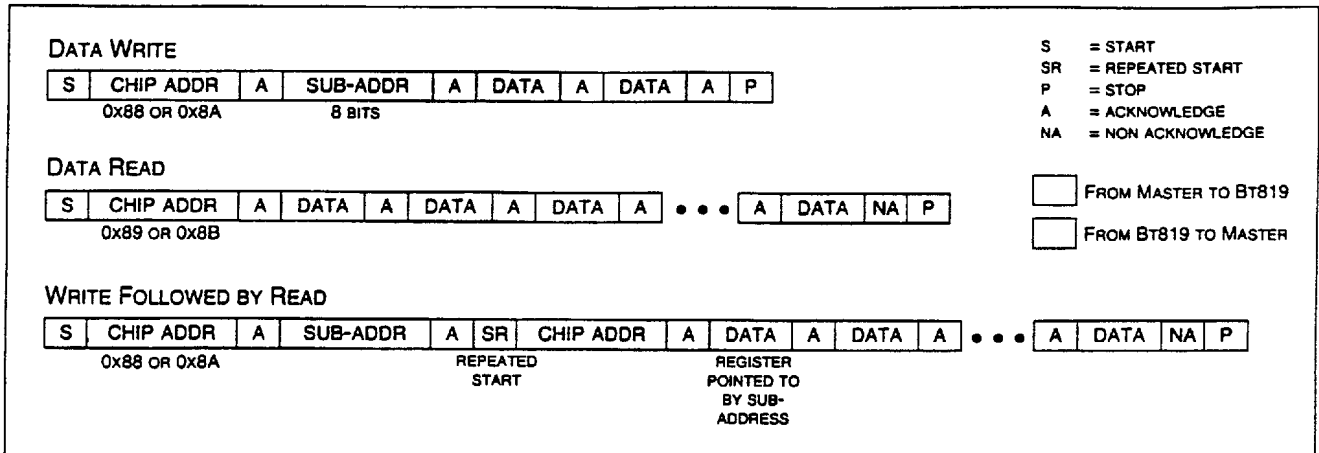 DATA WRITE
S CHIP ADDR A SUB-ADDR A DATA A DATA A P
0x88 OR 0x8A 8 BITS
S = START
SR = REPEATED START
P = STOP
A = ACKNOWLEDGE
NA = NON ACKNOWLEDGE
DATA READ
S CHIP ADDR A DATA A DATA A DATA A • • • A DATA NA P
0x89 OR 0x8B
FROM MASTER TO BT819
FROM BT819 TO MASTER
WRITE FOLLOWED BY READ
S CHIP ADDR A SUB-ADDR A SR CHIP ADDR A DATA A DATA A • • • A DATA NA P
0x88 OR 0x8A
REPEATED
START
REGISTER
POINTED TO
BY SUB-
ADDRESS